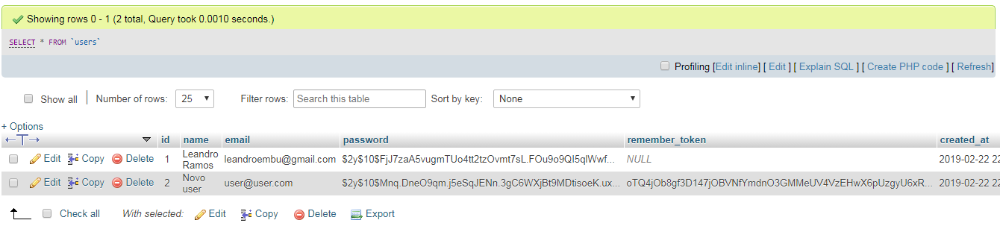 Showing rows 0 - 1 (2 total, Query took 0.0010 seconds.)
SELECT * FROM `users`
Profiling [Edit inline] [ Edit ] [ Explain SQL ] [ Create PHP code ] [ Refresh]
Show all Number of rows: 25 Filter rows: Search this table Sort by key: None
+ Options
id name email password remember_token created_at
Edit Copy Delete 1 Leandro Ramos leandroembu@gmail.com $2y$10$FjJ7zaA5vugmTUo4tt2tzOvmt7sL.FOu9o9QI5qlWwf... NULL 2019-02-22 22
Edit Copy Delete 2 Novo user user@user.com $2y$10$Mnq.DneO9qm.j5eSqJENn.3gC6WXjBt9MDtisoeK.ux... oTQ4jOb8gf3D147jOBVNfYmdnO3GMMeUV4VzEHwX6pUzgyU6xR... 2019-02-22 22
Check all With selected: Edit Copy Delete Export